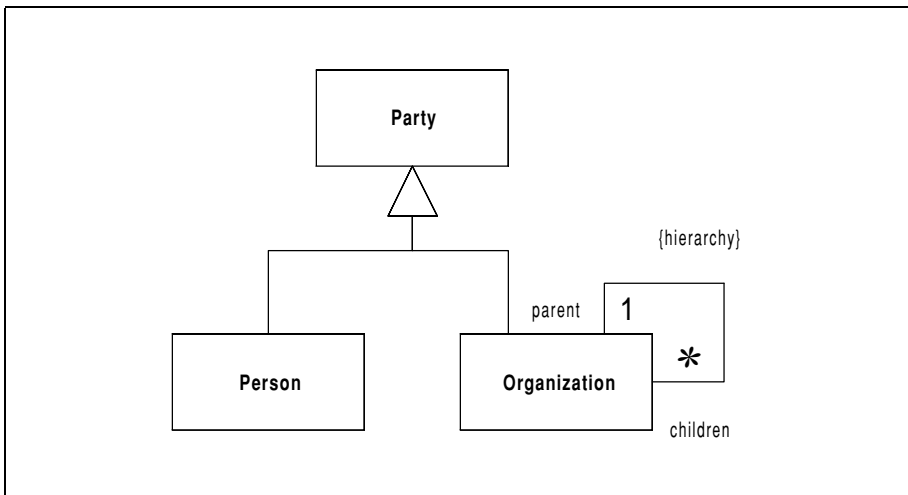 Party
{hierarchy}
parent
1
Person
Organization
*
children